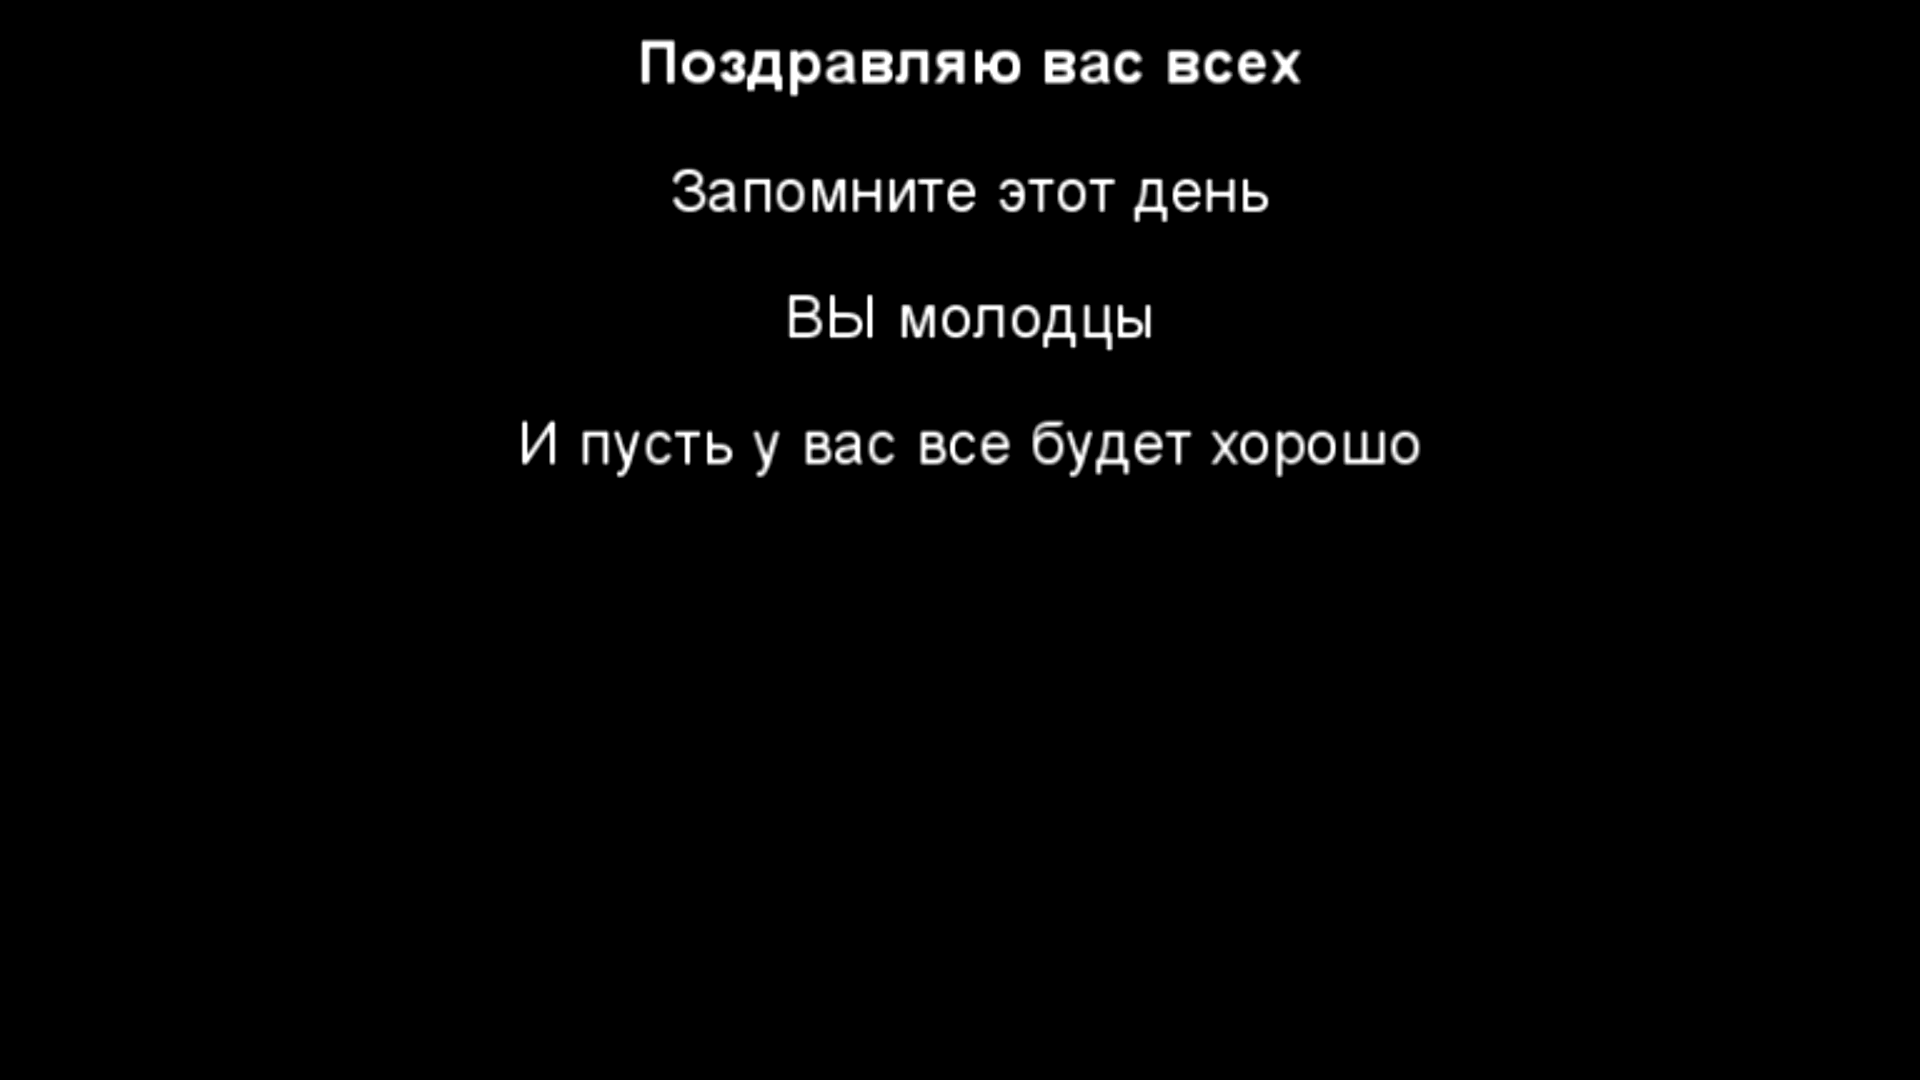 Поздравляю вас всех
Запомните этот день
ВЫ молодцы
И пусть у вас все будет хорошо